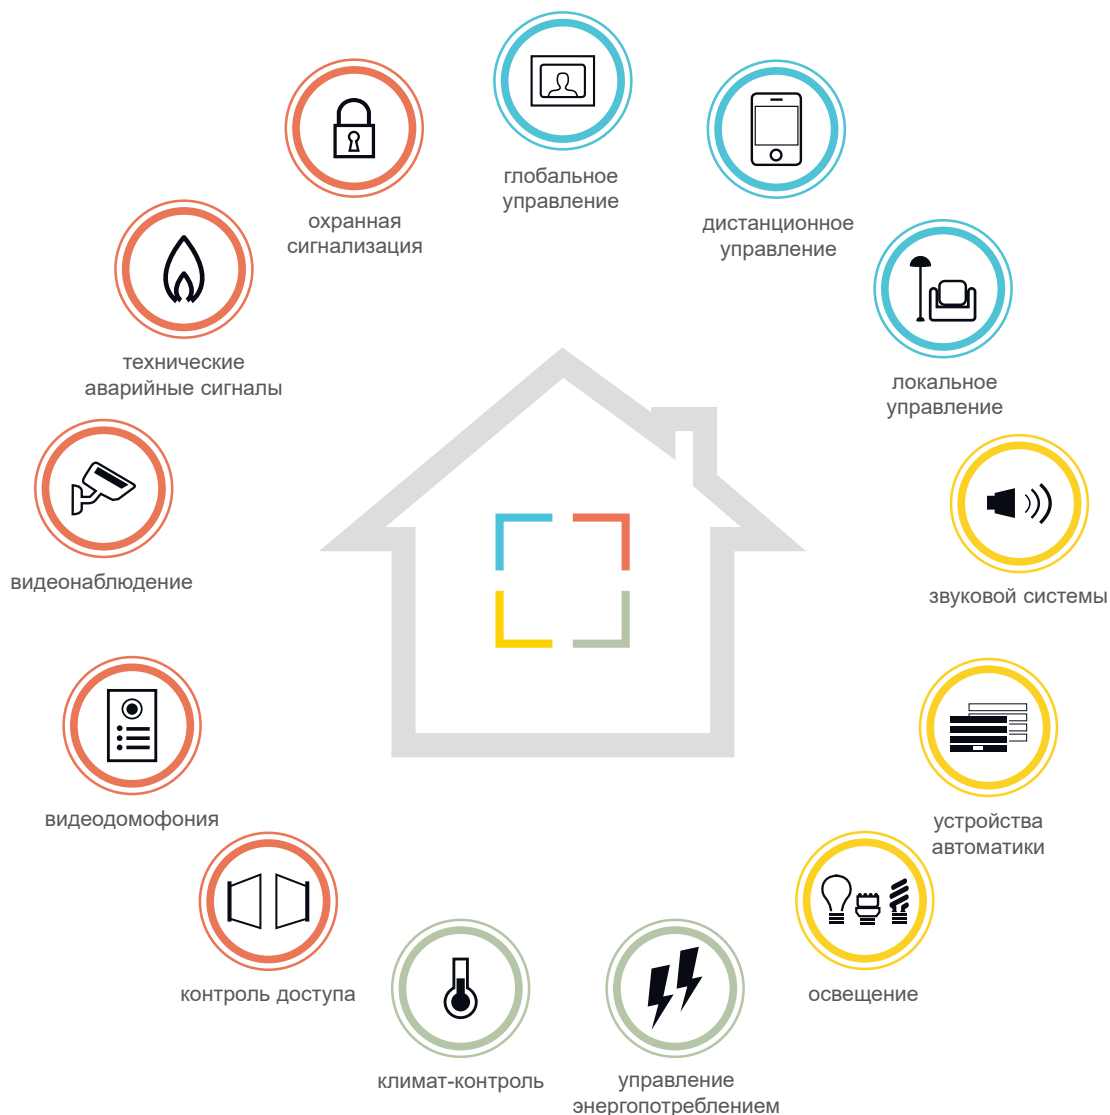 глобальное
управление
дистанционное
управление
локальное
управление
звуковой системы
устройства
автоматики
освещение
управление
энергопотреблением
климат-контроль
контроль доступа
видеодомофония
видеонаблюдение
технические
аварийные сигналы
охранная
сигнализация